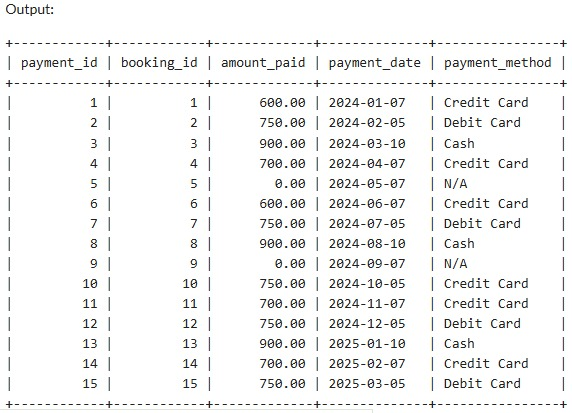 Output:
+------------+------------+-------------+--------------+----------------+
| payment_id | booking_id | amount_paid | payment_date | payment_method |
+------------+------------+-------------+--------------+----------------+
|          1 |          1 |      600.00 | 2024-01-07   | Credit Card    |
|          2 |          2 |      750.00 | 2024-02-05   | Debit Card     |
|          3 |          3 |      900.00 | 2024-03-10   | Cash           |
|          4 |          4 |      700.00 | 2024-04-07   | Credit Card    |
|          5 |          5 |        0.00 | 2024-05-07   | N/A            |
|          6 |          6 |      600.00 | 2024-06-07   | Credit Card    |
|          7 |          7 |      750.00 | 2024-07-05   | Debit Card     |
|          8 |          8 |      900.00 | 2024-08-10   | Cash           |
|          9 |          9 |        0.00 | 2024-09-07   | N/A            |
|         10 |         10 |      750.00 | 2024-10-05   | Credit Card    |
|         11 |         11 |      700.00 | 2024-11-07   | Credit Card    |
|         12 |         12 |      750.00 | 2024-12-05   | Debit Card     |
|         13 |         13 |      900.00 | 2025-01-10   | Cash           |
|         14 |         14 |      700.00 | 2025-02-07   | Credit Card    |
|         15 |         15 |      750.00 | 2025-03-05   | Debit Card     |
+------------+------------+-------------+--------------+----------------+